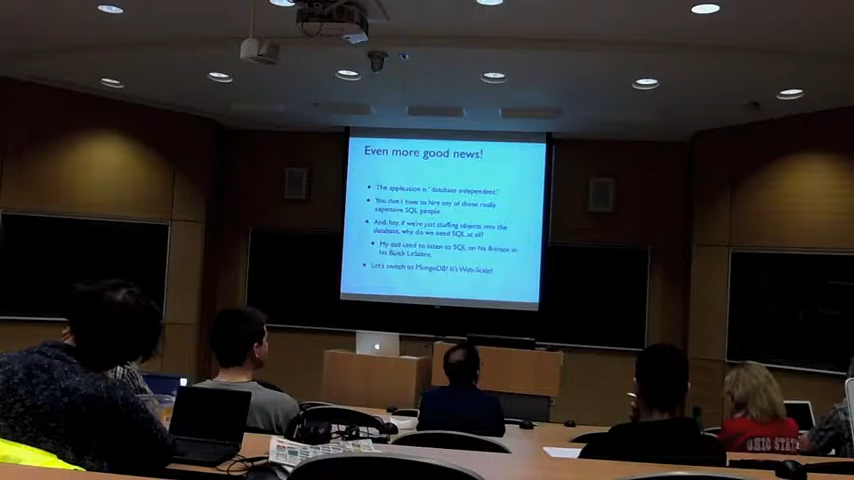 Even more good news!
• The application is "database independent."
• You don't have to hire any of those really
expensive SQL people.
• And, hey, if we're just stuffing objects into the
database, why do we need SQL at all?
• My dad used to listen to SQL on his 8-track in
his Buick LeSabre.
• Let's switch to MongoDB! It's Web-Scale!
OHIO STATE